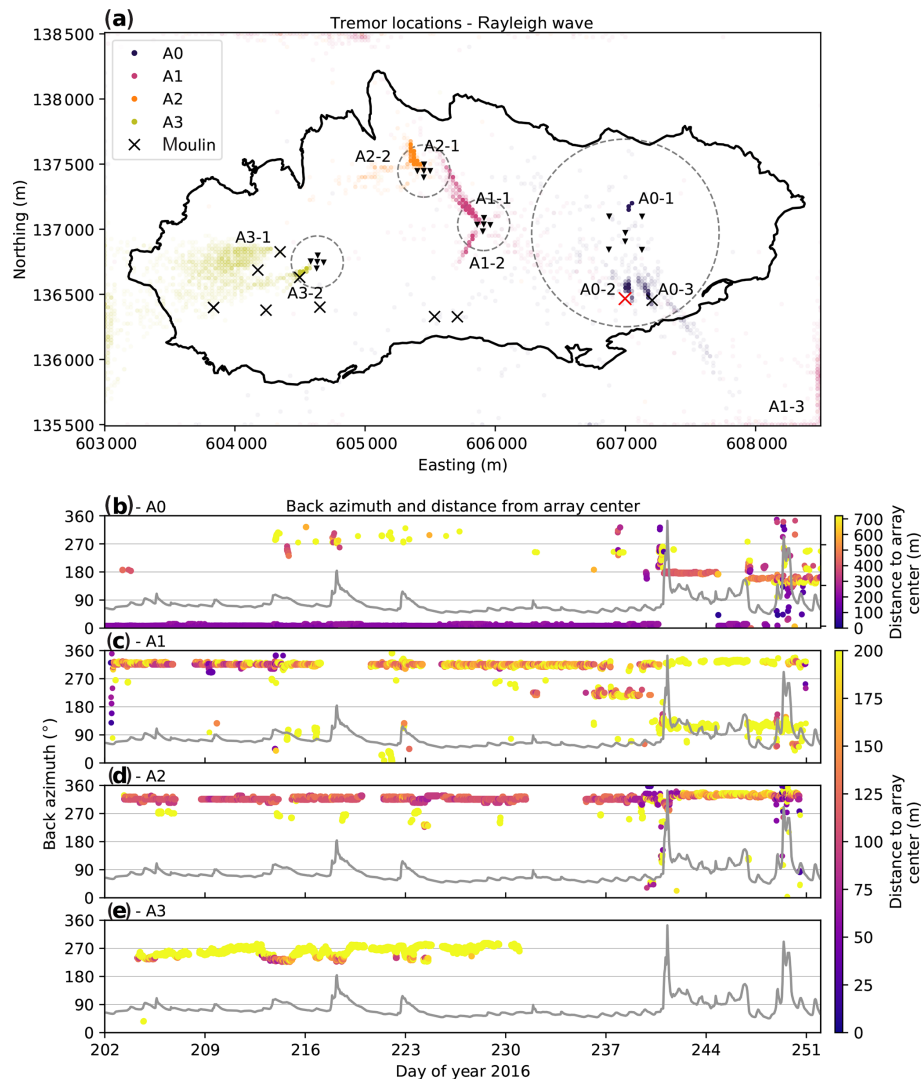 (a)
Tremor locations - Rayleigh wave
138 500
138 000
137 500
137 000
136 500
136 000
135 500
Northing (m)
A0
A1
A2
A3
Moulin
A2-2
A2-1
A1-1
A0-1
A3-1
A1-2
A3-2
A0-2
A0-3
A1-3
603 000
604 000
605 000
606 000
607 000
608 000
Easting (m)
(b) - A0
Back azimuth and distance from array center
360
270
180
90
0
700
600
500
400
300
200
100
0
Distance to array
center (m)
(c) - A1
360
270
180
90
0
(d) - A2
360
270
180
90
0
(e) - A3
360
270
180
90
0
Back azimuth (°)
200
175
150
125
100
75
50
25
0
Distance to array
center (m)
202
209
216
223
230
237
244
251
Day of year 2016